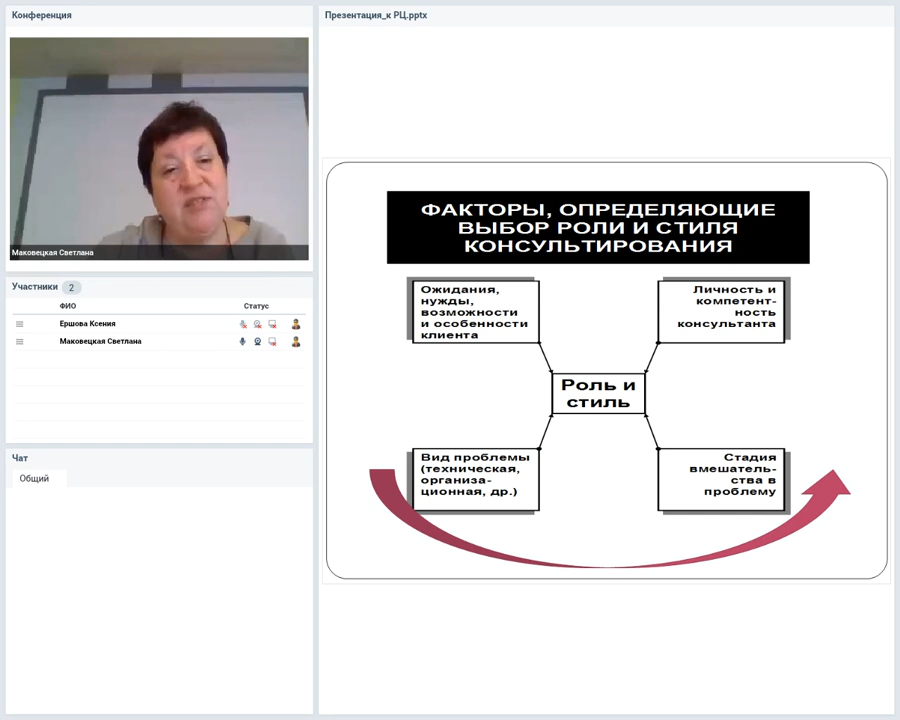 Конференция
Маковецкая Светлана
Участники 2
ФИО Статус
Ершова Ксения
Маковецкая Светлана
Чат
Общий
Презентация_к РЦ.pptx
ФАКТОРЫ, ОПРЕДЕЛЯЮЩИЕ
ВЫБОР РОЛИ И СТИЛЯ
КОНСУЛЬТИРОВАНИЯ
Ожидания,
нужды,
возможности
и особенности
клиента
Личность и
компетент-
ность
консультанта
Роль и
стиль
Вид проблемы
(техническая,
организа-
ционная, др.)
Стадия
вмешатель-
ства в
проблему